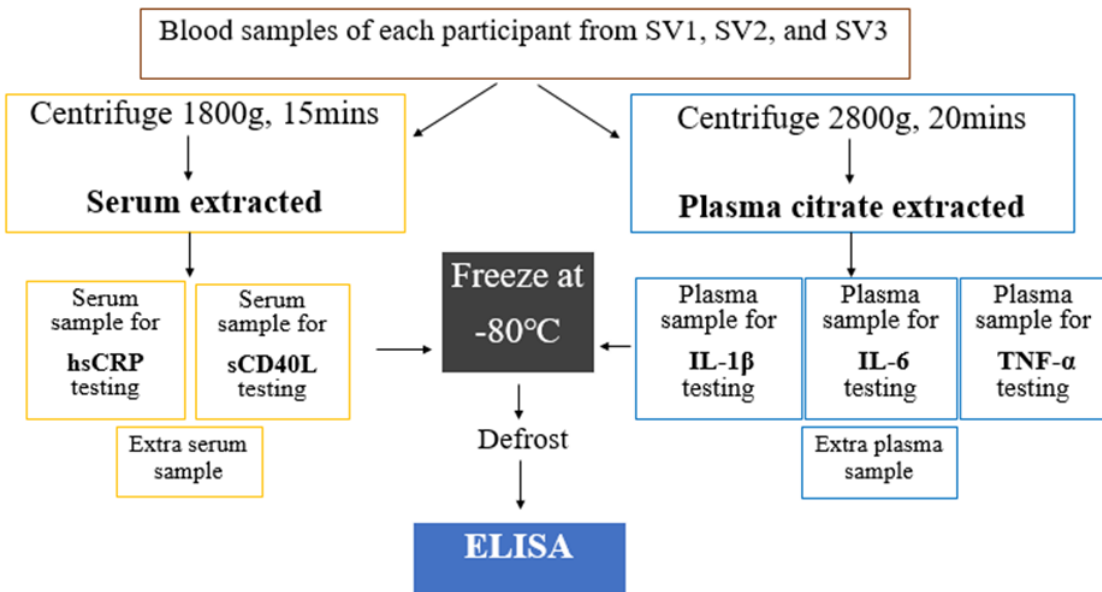 Blood samples of each participant from SV1, SV2, and SV3
Centrifuge 1800g, 15mins
Serum extracted
Centrifuge 2800g, 20mins
Plasma citrate extracted
Serum
sample for
hsCRP
testing
Serum
sample for
sCD40L
testing
Extra serum
sample
Freeze at
-80°C
Plasma
sample for
IL-1β
testing
Plasma
sample for
IL-6
testing
Plasma
sample for
TNF-α
testing
Extra plasma
sample
Defrost
ELISA